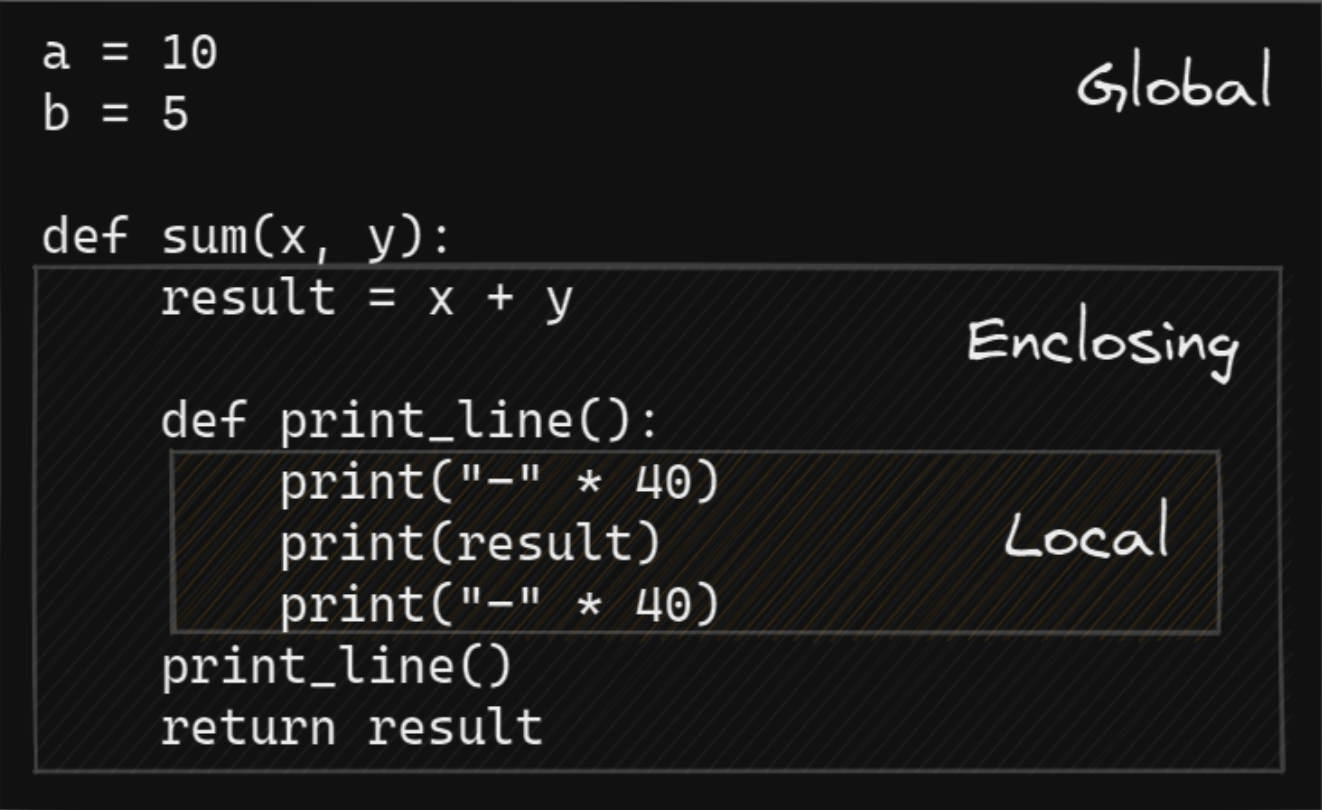 a = 10
Global
b = 5
def sum(x, y):
    result = x + y
Enclosing
    def print_line():
        print("-" * 40)
        print(result)
Local
        print("-" * 40)
    print_line()
    return result